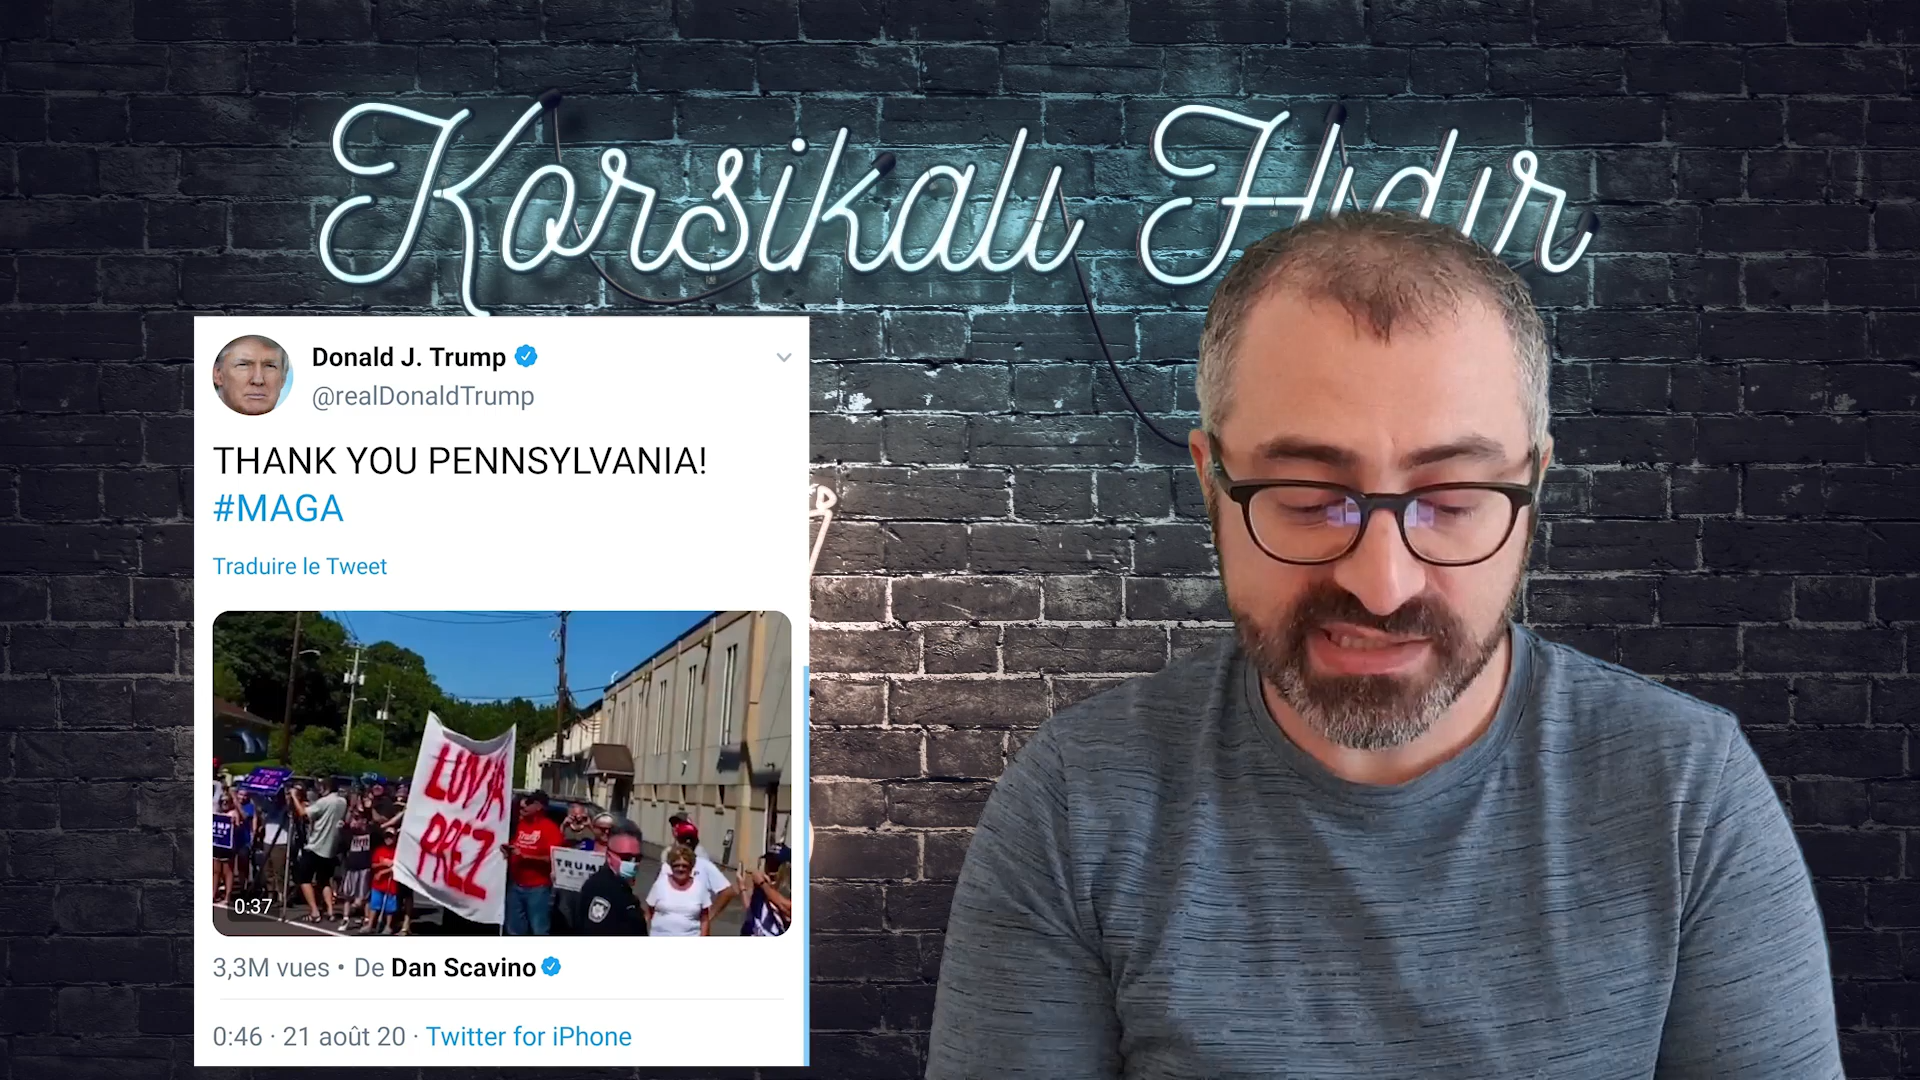 Korsikalı Hıdır
Donald J. Trump
@realDonaldTrump
THANK YOU PENNSYLVANIA!
#MAGA
Traduire le Tweet
LUV YA
PREZ
TRUMP
0:37
3,3M vues • De Dan Scavino
0:46 · 21 août 20 · Twitter for iPhone